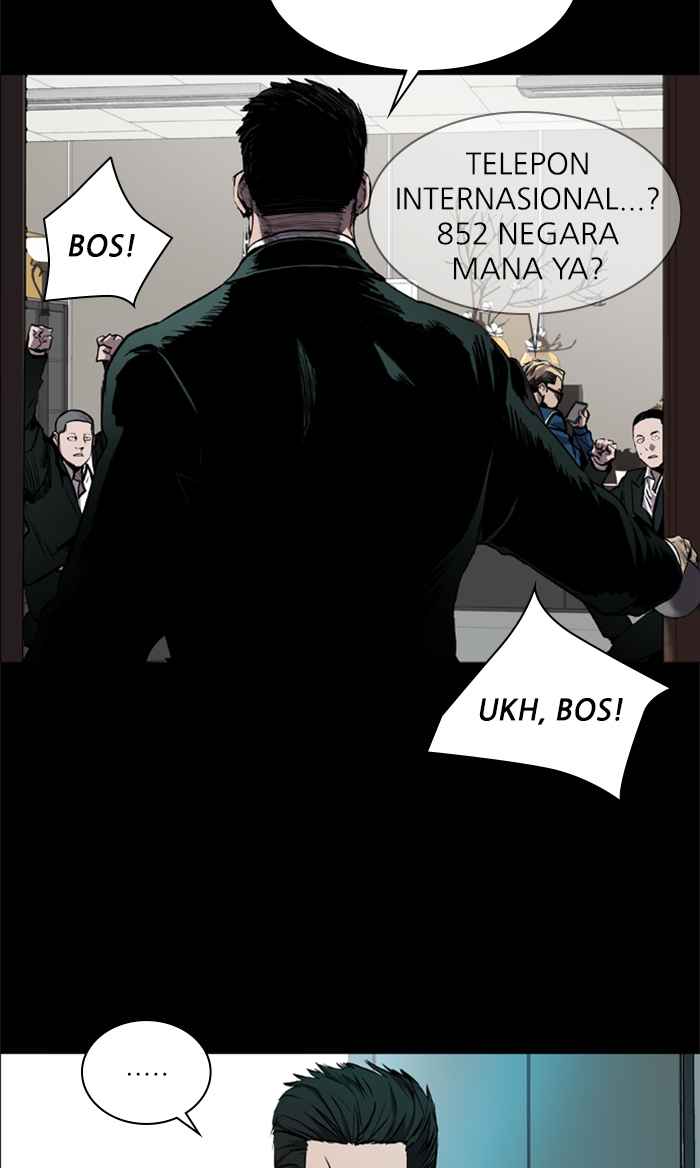 BOS!
TELEPON
INTERNASIONAL...?
852 NEGARA
MANA YA?
UKH, BOS!
.....